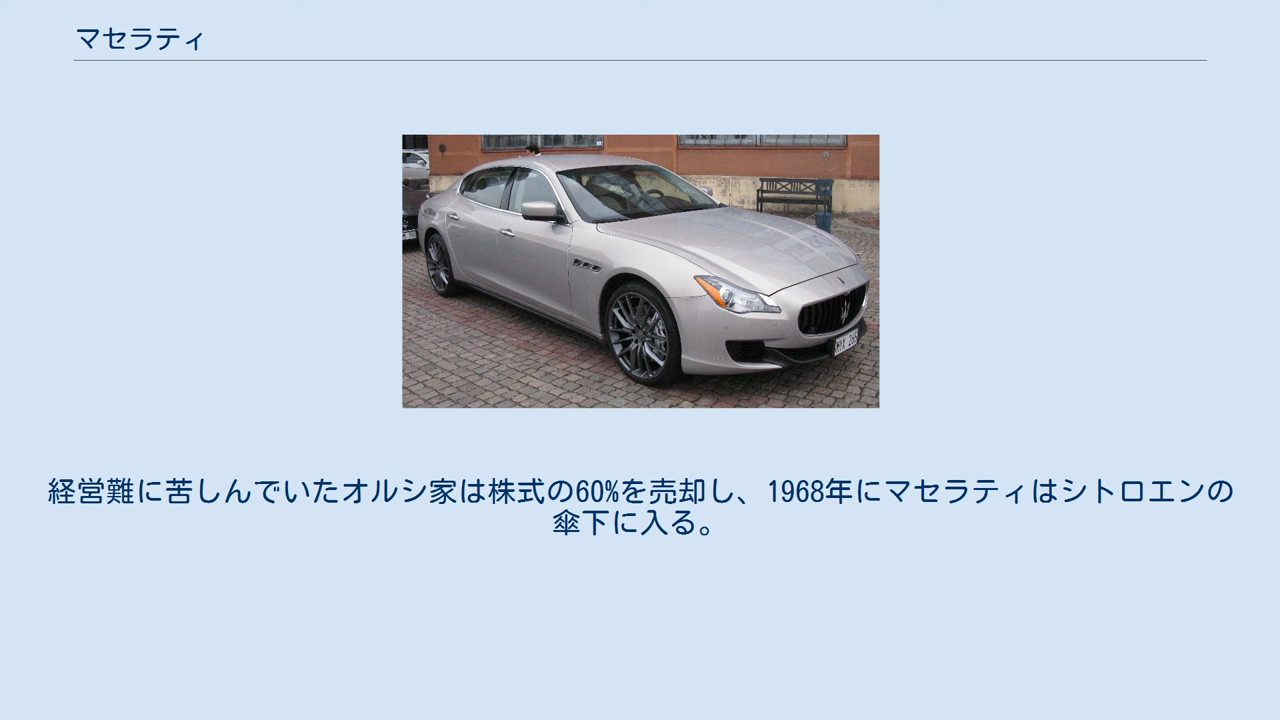 マセラティ
経営難に苦しんでいたオルシ家は株式の60%を売却し、1968年にマセラティはシトロエンの
傘下に入る。